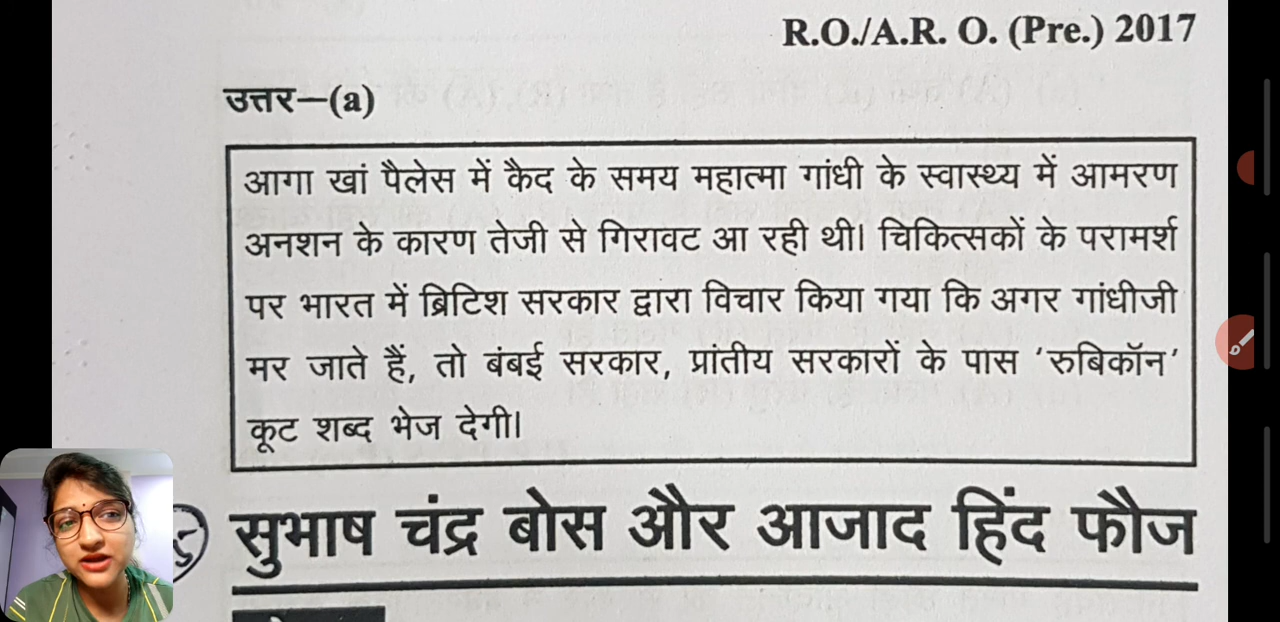 R.O./A.R. O. (Pre.) 2017
उत्तर—(a)
आगा खां पैलेस में कैद के समय महात्मा गांधी के स्वास्थ्य में आमरण
अनशन के कारण तेजी से गिरावट आ रही थी। चिकित्सकों के परामर्श
पर भारत में ब्रिटिश सरकार द्वारा विचार किया गया कि अगर गांधीजी
मर जाते हैं, तो बंबई सरकार, प्रांतीय सरकारों के पास ‘रुबिकॉन’
कूट शब्द भेज देगी।
सुभाष चंद्र बोस और आजाद हिंद फौज